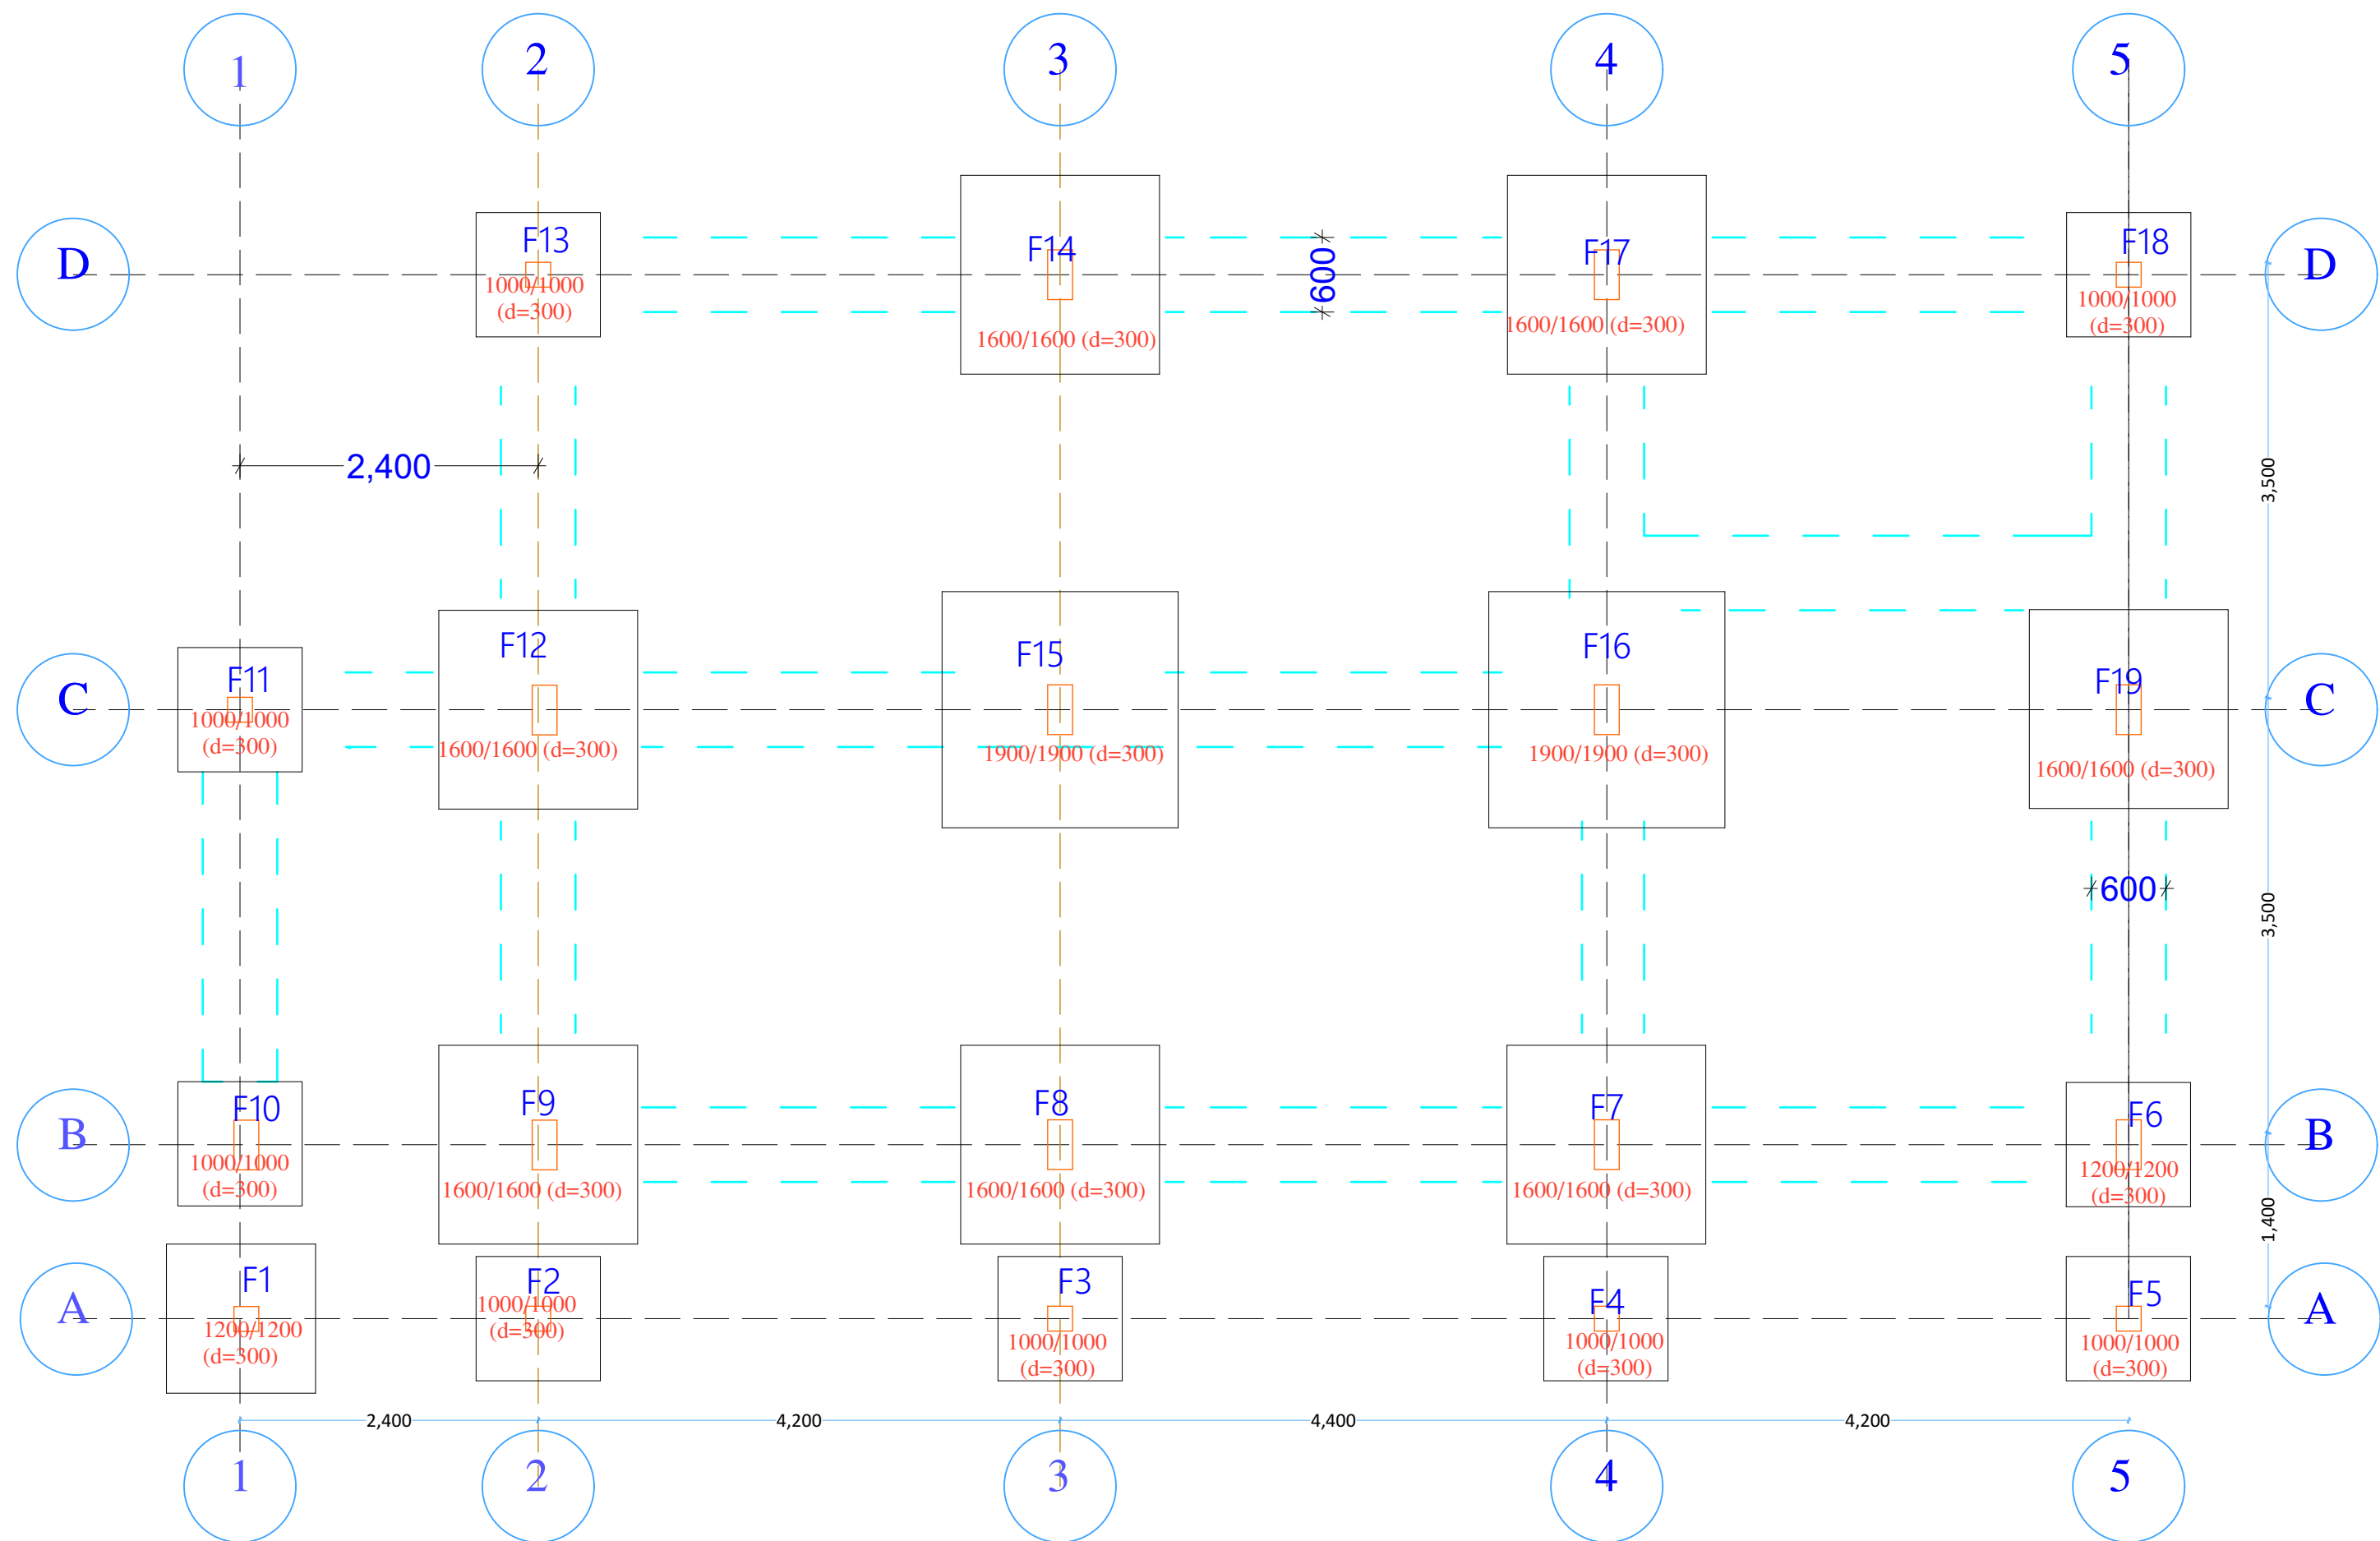 1
2
3
4
5
D
F13
1000/1000
(d=300)
F14
1600/1600 (d=300)
600
F17
1600/1600 (d=300)
F18
1000/1000
(d=300)
D
2,400
3,500
C
F11
1000/1000
(d=300)
F12
1600/1600 (d=300)
F15
1900/1900 (d=300)
F16
1900/1900 (d=300)
F19
1600/1600 (d=300)
C
600
3,500
B
F10
1000/1000
(d=300)
F9
1600/1600 (d=300)
F8
1600/1600 (d=300)
F7
1600/1600 (d=300)
F6
1200/1200
(d=300)
B
1,400
A
F1
1200/1200
(d=300)
F2
1000/1000
(d=300)
F3
1000/1000
(d=300)
F4
1000/1000
(d=300)
F5
1000/1000
(d=300)
A
2,400
4,200
4,400
4,200
1
2
3
4
5